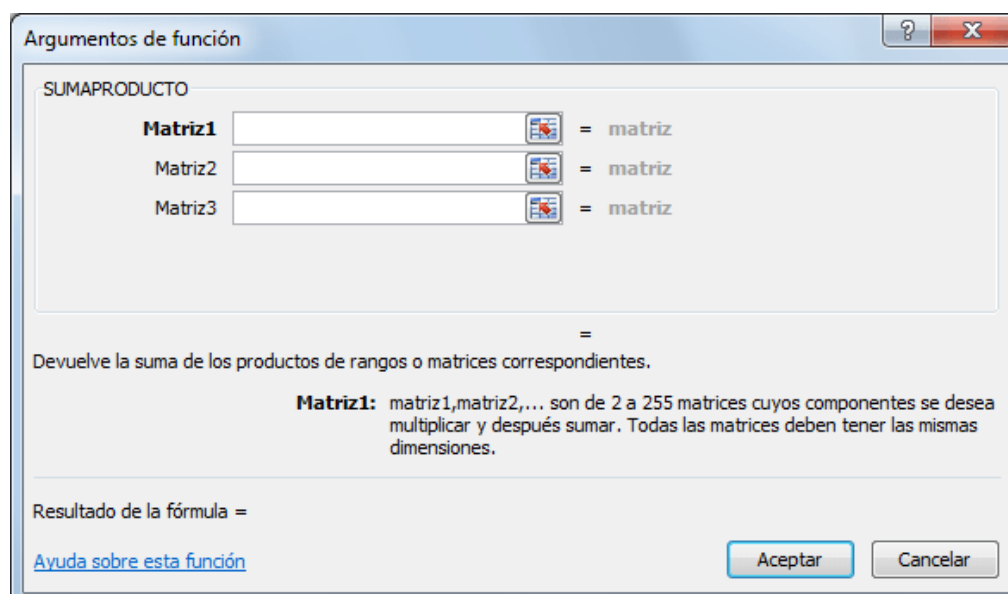 Argumentos de función
SUMAPRODUCTO
Matriz1 = matriz
Matriz2 = matriz
Matriz3 = matriz
=
Devuelve la suma de los productos de rangos o matrices correspondientes.
Matriz1: matriz1,matriz2,... son de 2 a 255 matrices cuyos componentes se desea
multiplicar y después sumar. Todas las matrices deben tener las mismas
dimensiones.
Resultado de la fórmula =
Ayuda sobre esta función Aceptar Cancelar